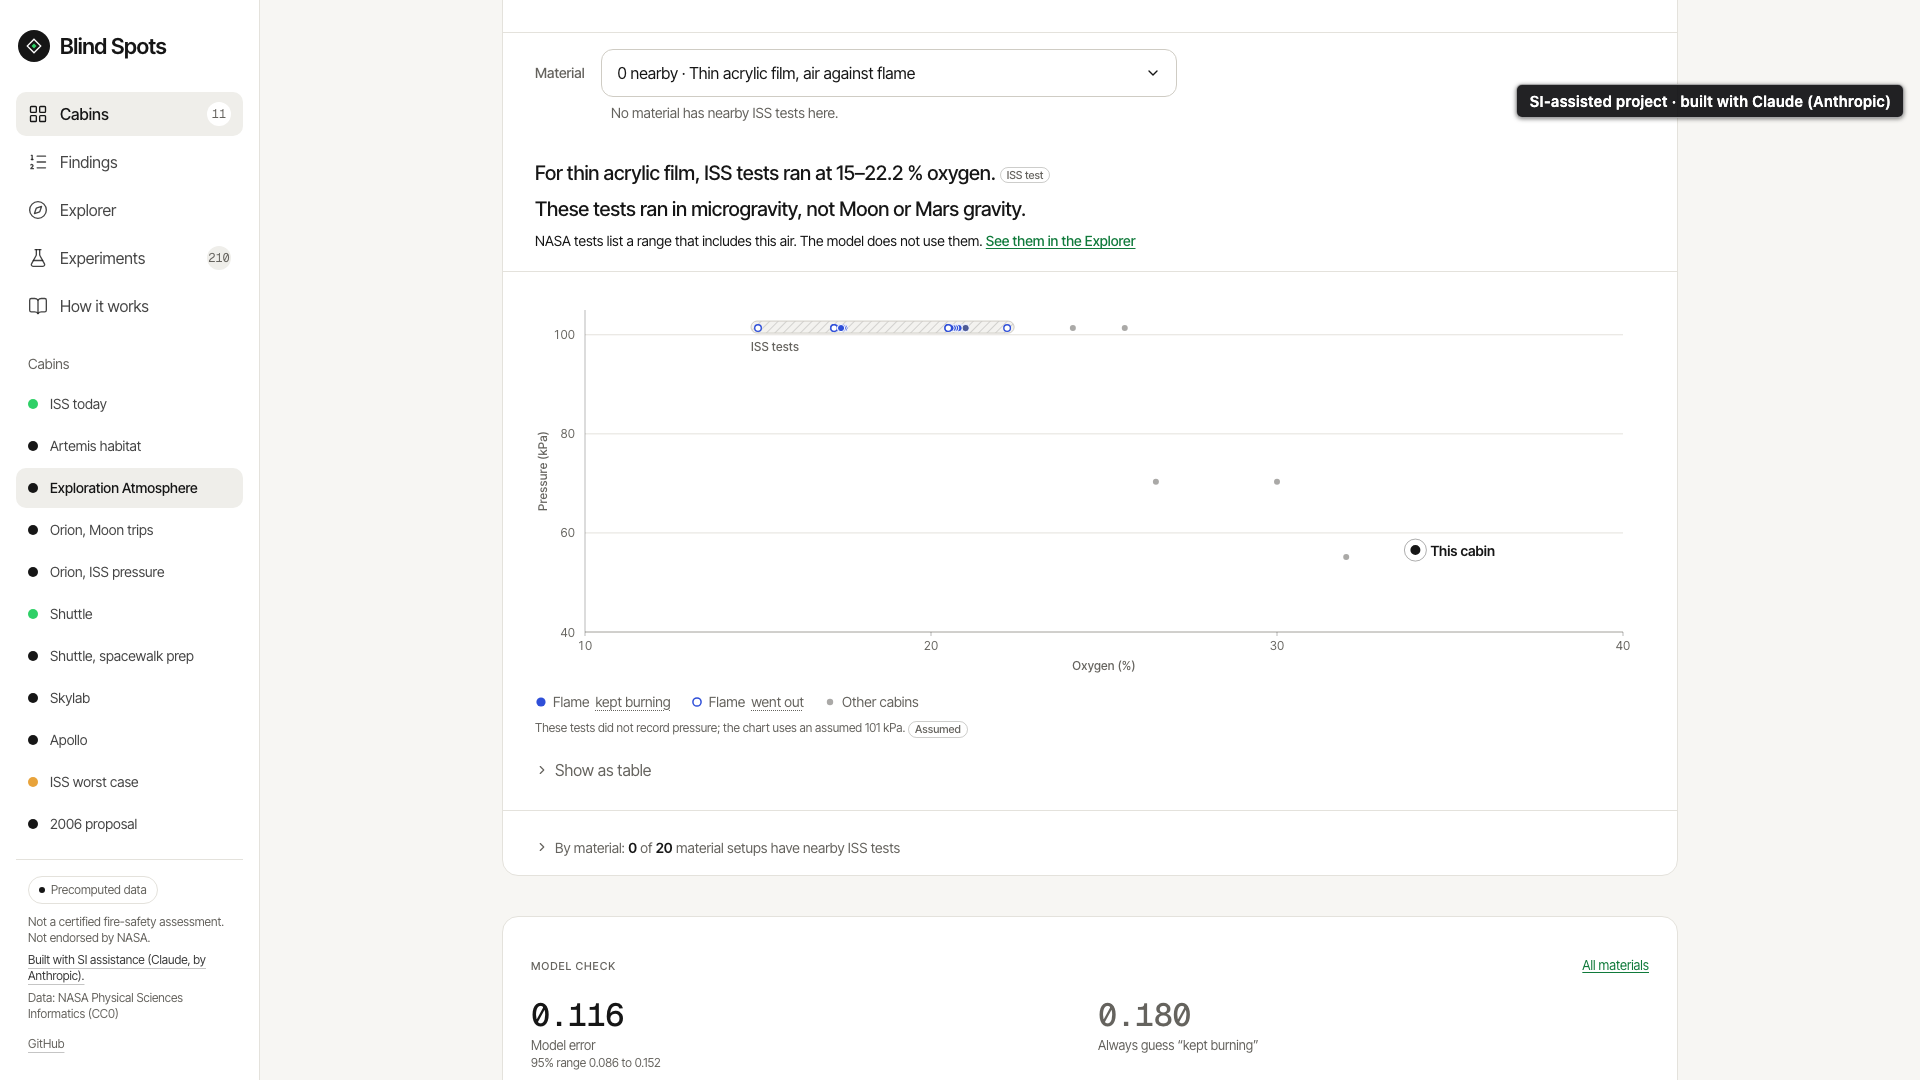 Blind Spots
Cabins 11
Findings
Explorer
Experiments 210
How it works
Cabins
ISS today
Artemis habitat
Exploration Atmosphere
Orion, Moon trips
Orion, ISS pressure
Shuttle
Shuttle, spacewalk prep
Skylab
Apollo
ISS worst case
2006 proposal
Precomputed data
Not a certified fire-safety assessment.
Not endorsed by NASA.
Built with SI assistance (Claude, by
Anthropic).
Data: NASA Physical Sciences
Informatics (CC0)
GitHub
Material 0 nearby · Thin acrylic film, air against flame
No material has nearby ISS tests here.
SI-assisted project · built with Claude (Anthropic)
For thin acrylic film, ISS tests ran at 15–22.2 % oxygen. ISS test
These tests ran in microgravity, not Moon or Mars gravity.
NASA tests list a range that includes this air. The model does not use them. See them in the Explorer
100
ISS tests
80
Pressure (kPa)
60
This cabin
40
10 20 30 40
Oxygen (%)
Flame kept burning Flame went out Other cabins
These tests did not record pressure; the chart uses an assumed 101 kPa. Assumed
Show as table
By material: 0 of 20 material setups have nearby ISS tests
MODEL CHECK All materials
0.116 0.180
Model error Always guess “kept burning”
95% range 0.086 to 0.152